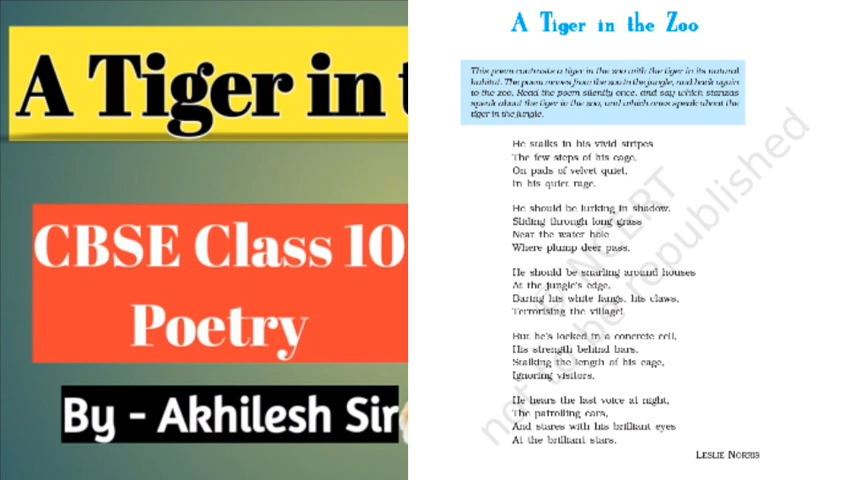 A Tiger in t
CBSE Class 10
Poetry
By - Akhilesh Sir
A Tiger in the Zoo
This poem contrasts a tiger in the zoo with the tiger in its natural
habitat. The poem moves from the zoo to the jungle, and back again
to the zoo. Read the poem silently once, and say which stanzas
speak about the tiger in the zoo, and which ones speak about the
tiger in the jungle.
He stalks in his vivid stripes
The few steps of his cage,
On pads of velvet quiet,
In his quiet rage.
He should be lurking in shadow,
Sliding through long grass
Near the water hole
Where plump deer pass.
He should be snarling around houses
At the jungle's edge,
Baring his white fangs, his claws,
Terrorising the village!
But he's locked in a concrete cell,
His strength behind bars,
Stalking the length of his cage,
Ignoring visitors.
He hears the last voice at night,
The patrolling cars,
And stares with his brilliant eyes
At the brilliant stars.
LESLIE NORRIS
© NCERT
not to be republished